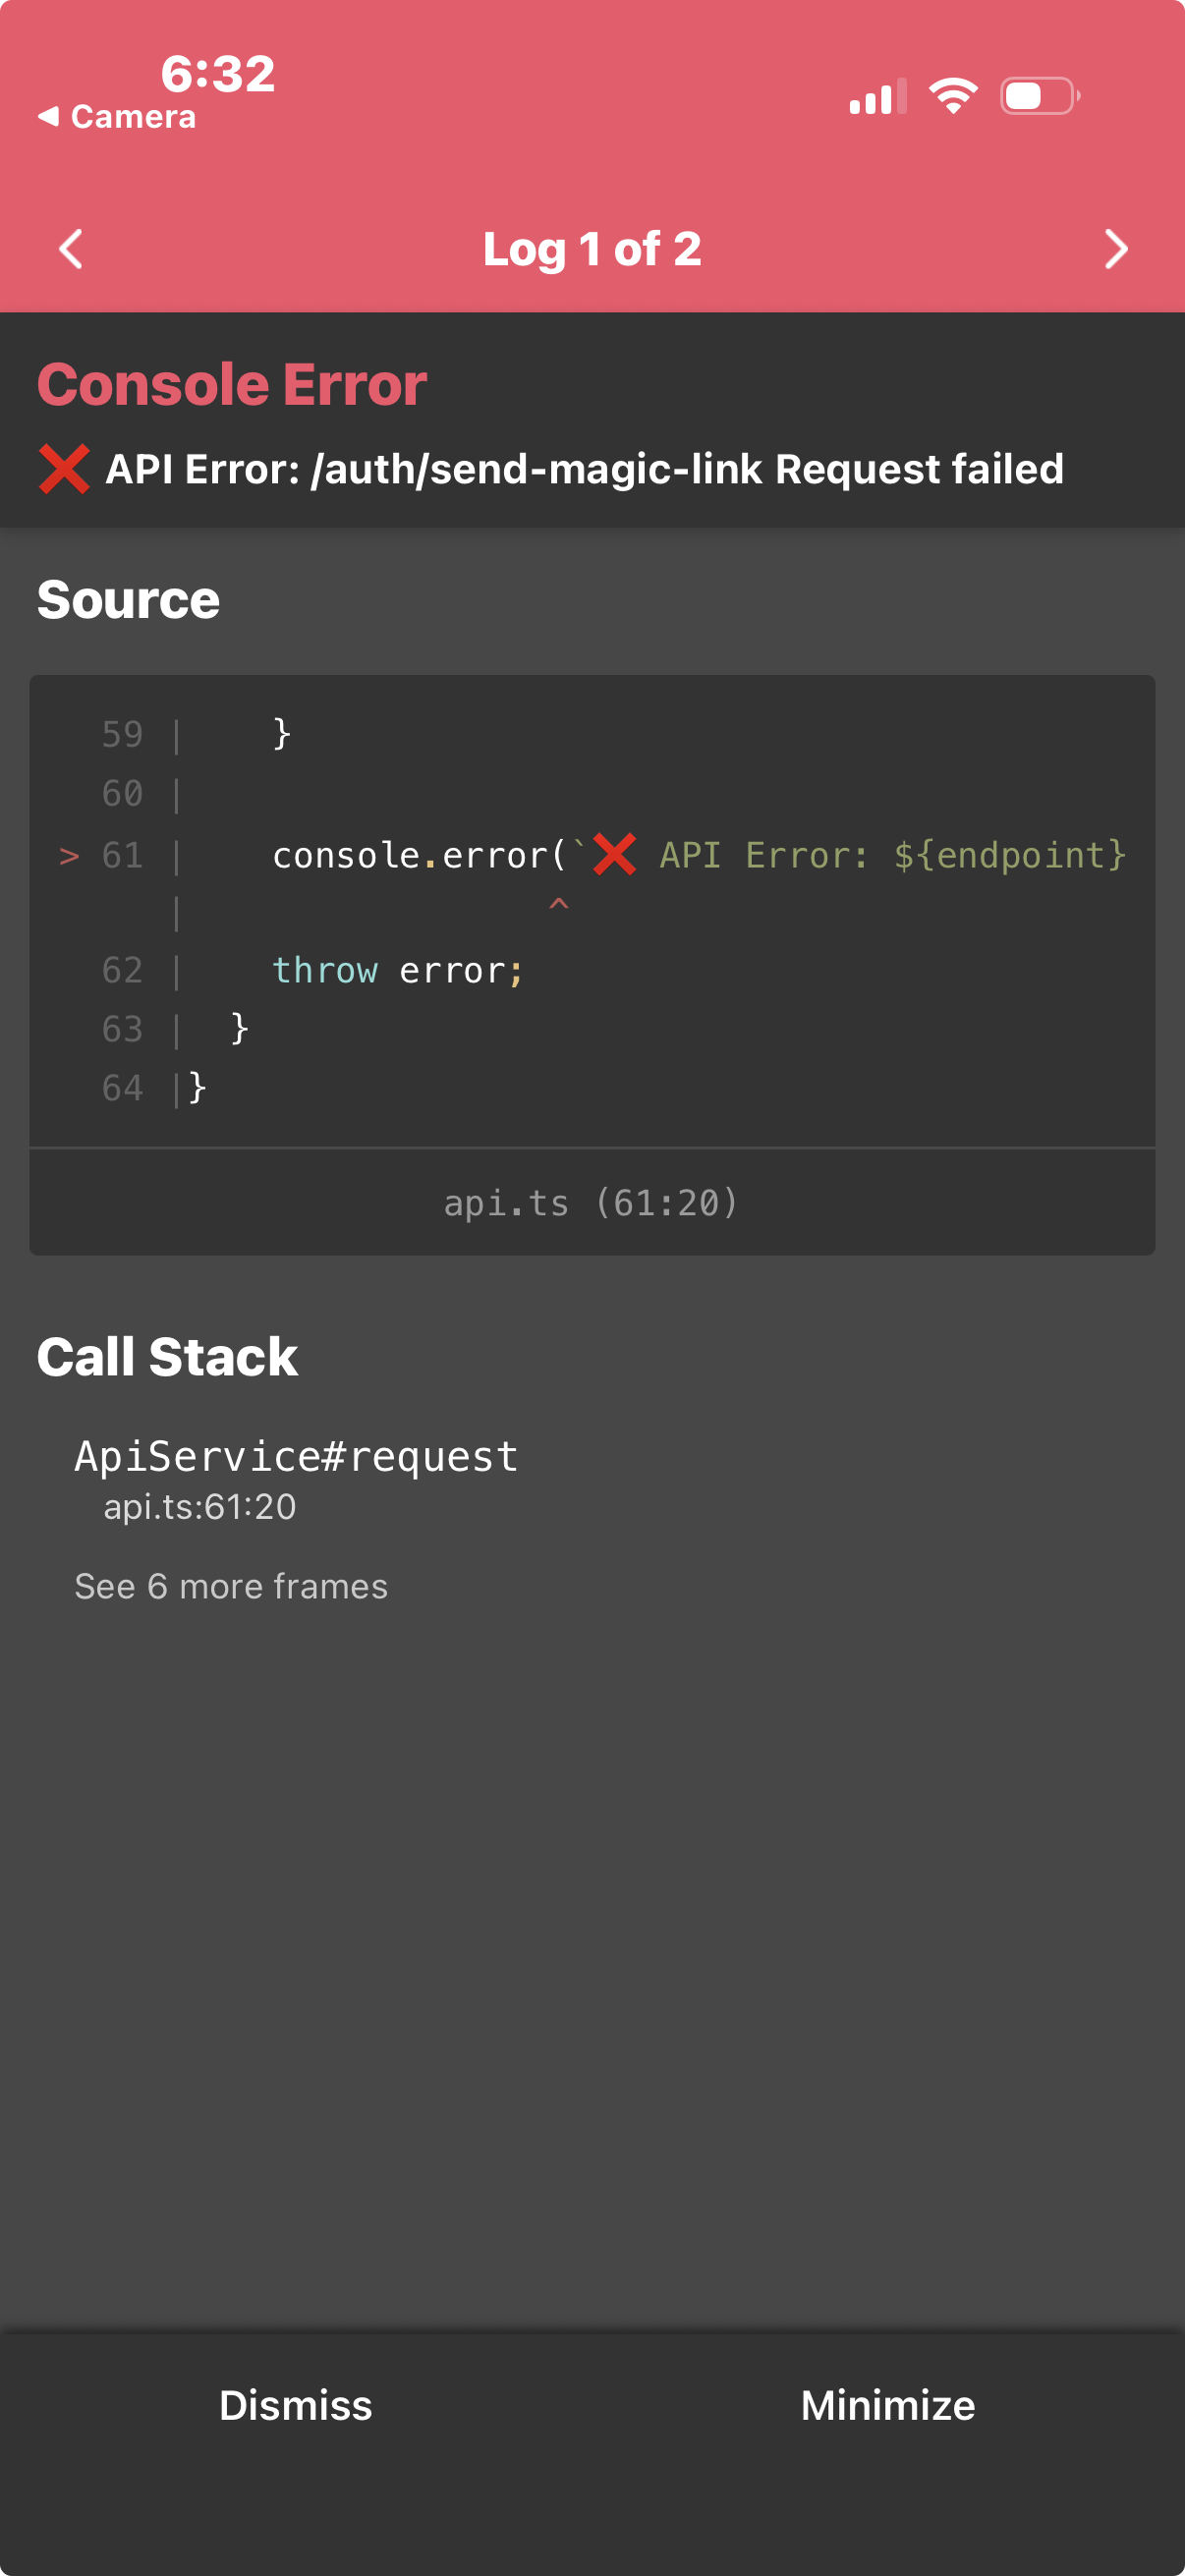 6:32
◀ Camera
Log 1 of 2
Console Error
❌ API Error: /auth/send-magic-link Request failed
Source
59 |    }
60 |
> 61 |    console.error(`❌ API Error: ${endpoint}
|                 ^
62 |    throw error;
63 |  }
64 |}
api.ts (61:20)
Call Stack
ApiService#request
api.ts:61:20
See 6 more frames
Dismiss
Minimize